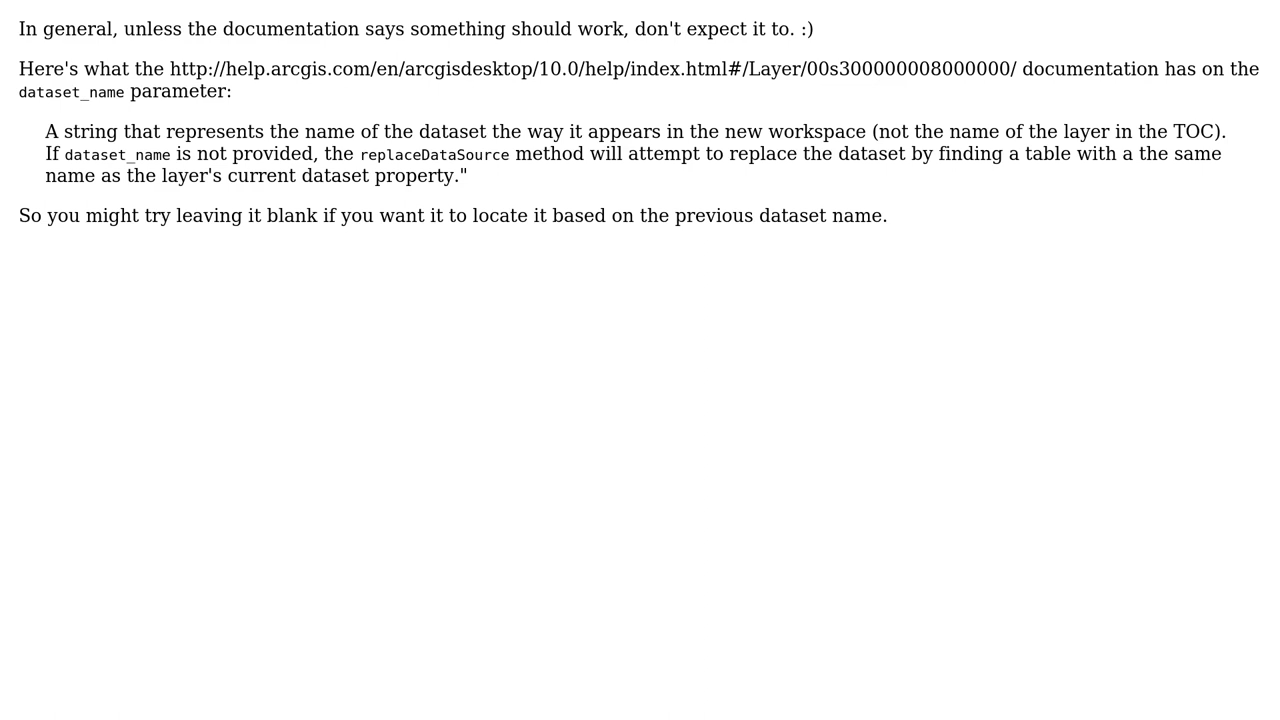 In general, unless the documentation says something should work, don't expect it to. :)
Here's what the http://help.arcgis.com/en/arcgisdesktop/10.0/help/index.html#/Layer/00s300000008000000/ documentation has on the
dataset_name parameter:
A string that represents the name of the dataset the way it appears in the new workspace (not the name of the layer in the TOC).
If dataset_name is not provided, the replaceDataSource method will attempt to replace the dataset by finding a table with a the same
name as the layer's current dataset property."
So you might try leaving it blank if you want it to locate it based on the previous dataset name.